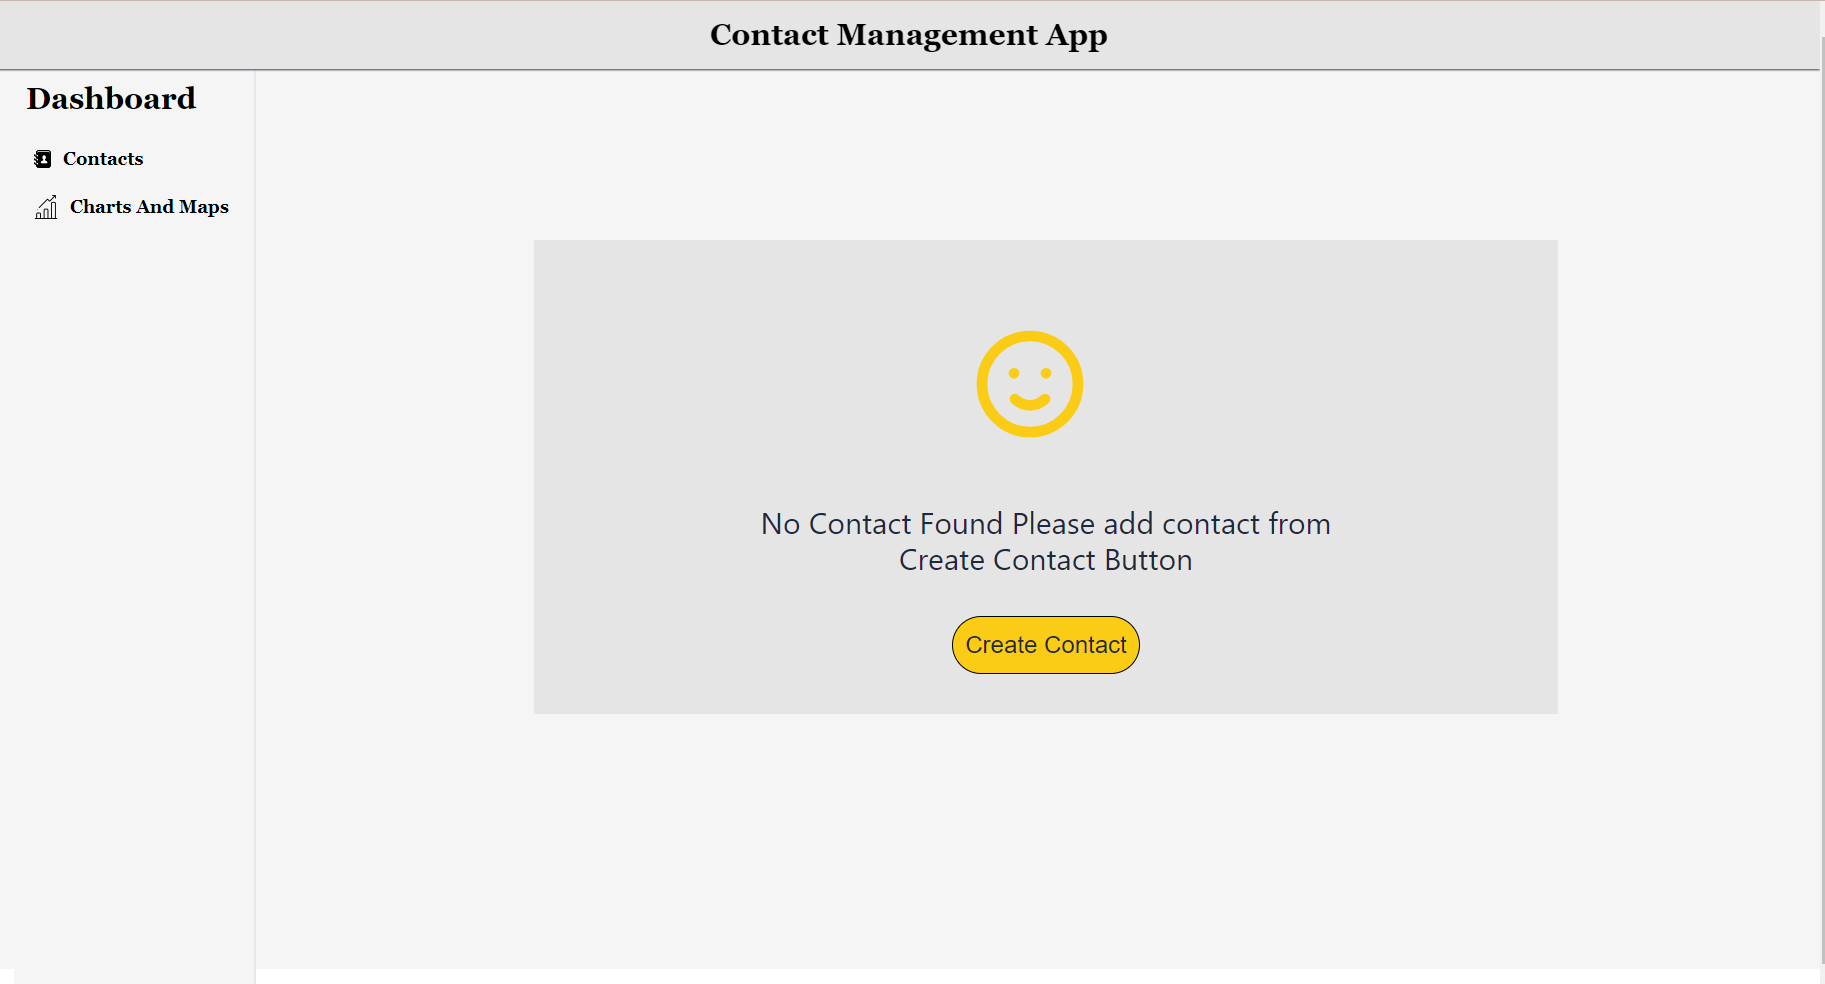 Contact Management App
Dashboard
Contacts
Charts And Maps
No Contact Found Please add contact from
Create Contact Button
Create Contact